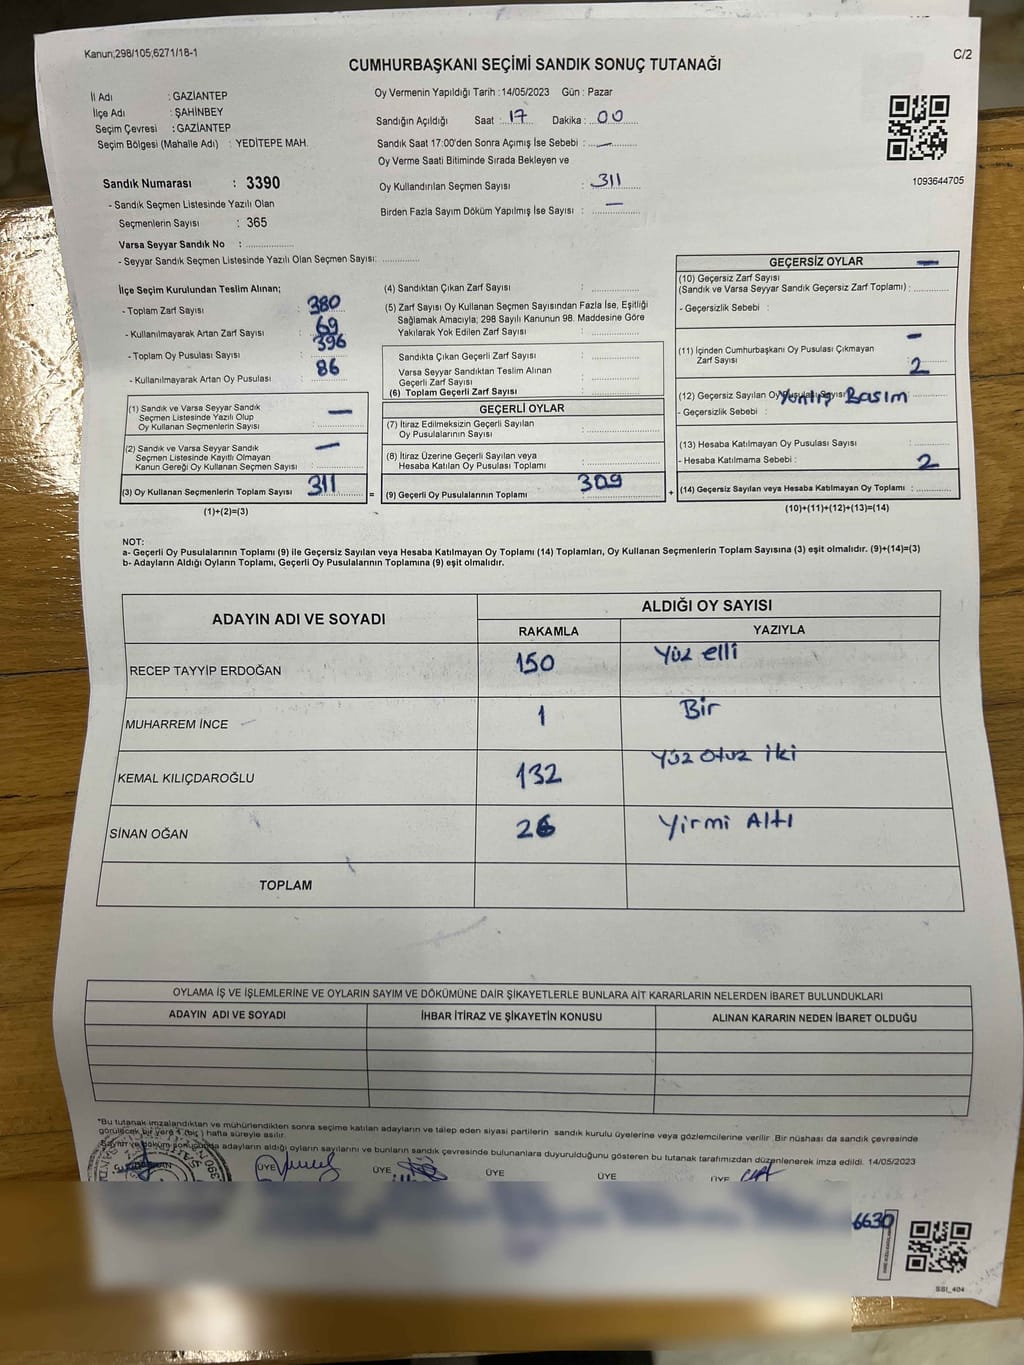 Kanun;298/105;6271/18-1
C/2
CUMHURBAŞKANI SEÇİMİ SANDIK SONUÇ TUTANAĞI
İl Adı : GAZİANTEP
İlçe Adı : ŞAHİNBEY
Seçim Çevresi : GAZİANTEP
Seçim Bölgesi (Mahalle Adı) : YEDİTEPE MAH.
Sandık Numarası : 3390
- Sandık Seçmen Listesinde Yazılı Olan
Seçmenlerin Sayısı : 365
Varsa Seyyar Sandık No : ................
- Seyyar Sandık Seçmen Listesinde Yazılı Olan Seçmen Sayısı: .............
Oy Vermenin Yapıldığı Tarih :14/05/2023 Gün : Pazar
Sandığın Açıldığı Saat : 17 Dakika : 00
Sandık Saat 17:00'den Sonra Açımış İse Sebebi : —
Oy Verme Saati Bitiminde Sırada Bekleyen ve
Oy Kullandırılan Seçmen Sayısı : 311
Birden Fazla Sayım Döküm Yapılmış İse Sayısı : —
1093644705
İlçe Seçim Kurulundan Teslim Alınan;
- Toplam Zarf Sayısı : 380
- Kullanılmayarak Artan Zarf Sayısı : 69
- Toplam Oy Pusulası Sayısı : 396
- Kullanılmayarak Artan Oy Pusulası : 86
(1) Sandık ve Varsa Seyyar Sandık
Seçmen Listesinde Yazılı Olup
Oy Kullanan Seçmenlerin Sayısı : —
(2) Sandık ve Varsa Seyyar Sandık
Seçmen Listesinde Kayıtlı Olmayan
Kanun Gereği Oy Kullanan Seçmen Sayısı : —
(3) Oy Kullanan Seçmenlerin Toplam Sayısı : 311
(1)+(2)=(3)
(4) Sandıktan Çıkan Zarf Sayısı : .............
(5) Zarf Sayısı Oy Kullanan Seçmen Sayısından Fazla İse, Eşitliği
Sağlamak Amacıyla; 298 Sayılı Kanunun 98. Maddesine Göre
Yakılarak Yok Edilen Zarf Sayısı : .............
Sandıkta Çıkan Geçerli Zarf Sayısı : .............
Varsa Seyyar Sandıktan Teslim Alınan
Geçerli Zarf Sayısı : .............
(6) Toplam Geçerli Zarf Sayısı : .............
GEÇERLİ OYLAR
(7) İtiraz Edilmeksizin Geçerli Sayılan
Oy Pusulalarının Sayısı : .............
(8) İtiraz Üzerine Geçerli Sayılan veya
Hesaba Katılan Oy Pusulası Toplamı : .............
= (9) Geçerli Oy Pusulalarının Toplamı : 309 +
GEÇERSİZ OYLAR —
(10) Geçersiz Zarf Sayısı
(Sandık ve Varsa Seyyar Sandık Geçersiz Zarf Toplamı) : .............
- Geçersizlik Sebebi :
(11) İçinden Cumhurbaşkanı Oy Pusulası Çıkmayan —
Zarf Sayısı : 2
(12) Geçersiz Sayılan Oy Pusulası Sayısı : .............
- Geçersizlik Sebebi : Basım
(13) Hesaba Katılmayan Oy Pusulası Sayısı : .............
- Hesaba Katılmama Sebebi : 2
(14) Geçersiz Sayılan veya Hesaba Katılmayan Oy Toplamı : .............
(10)+(11)+(12)+(13)=(14)
NOT:
a- Geçerli Oy Pusulalarının Toplamı (9) ile Geçersiz Sayılan veya Hesaba Katılmayan Oy Toplamı (14) Toplamları, Oy Kullanan Seçmenlerin Toplam Sayısına (3) eşit olmalıdır. (9)+(14)=(3)
b- Adayların Aldığı Oyların Toplamı, Geçerli Oy Pusulalarının Toplamına (9) eşit olmalıdır.
ADAYIN ADI VE SOYADI ALDIĞI OY SAYISI
RAKAMLA YAZIYLA
RECEP TAYYİP ERDOĞAN 150 Yüz elli
MUHARREM İNCE 1 Bir
KEMAL KILIÇDAROĞLU 132 Yüz Otuz iki
SİNAN OĞAN 26 Yirmi Altı
TOPLAM
OYLAMA İŞ VE İŞLEMLERİNE VE OYLARIN SAYIM VE DÖKÜMÜNE DAİR ŞİKAYETLERLE BUNLARA AİT KARARLARIN NELERDEN İBARET BULUNDUKLARI
ADAYIN ADI VE SOYADI İHBAR İTİRAZ VE ŞİKAYETİN KONUSU ALINAN KARARIN NEDEN İBARET OLDUĞU
*Bu tutanak imzalandıktan ve mühürlendikten sonra seçime katılan adayların ve talep eden siyasi partilerin sandık kurulu üyelerine veya gözlemcilerine verilir. Bir nüshası da sandık çevresinde
görülecek bir yere 1 (bir) hafta süreyle asılır.
Sayım ve döküm sonucunda adayların aldığı oyların sayılarını ve bunların sandık çevresinde bulunanlara duyurulduğunu gösteren bu tutanak tarafımızdan düzenlenerek imza edildi. 14/05/2023
ÜYE ÜYE ÜYE ÜYE ÜYE
6630
SSI_404